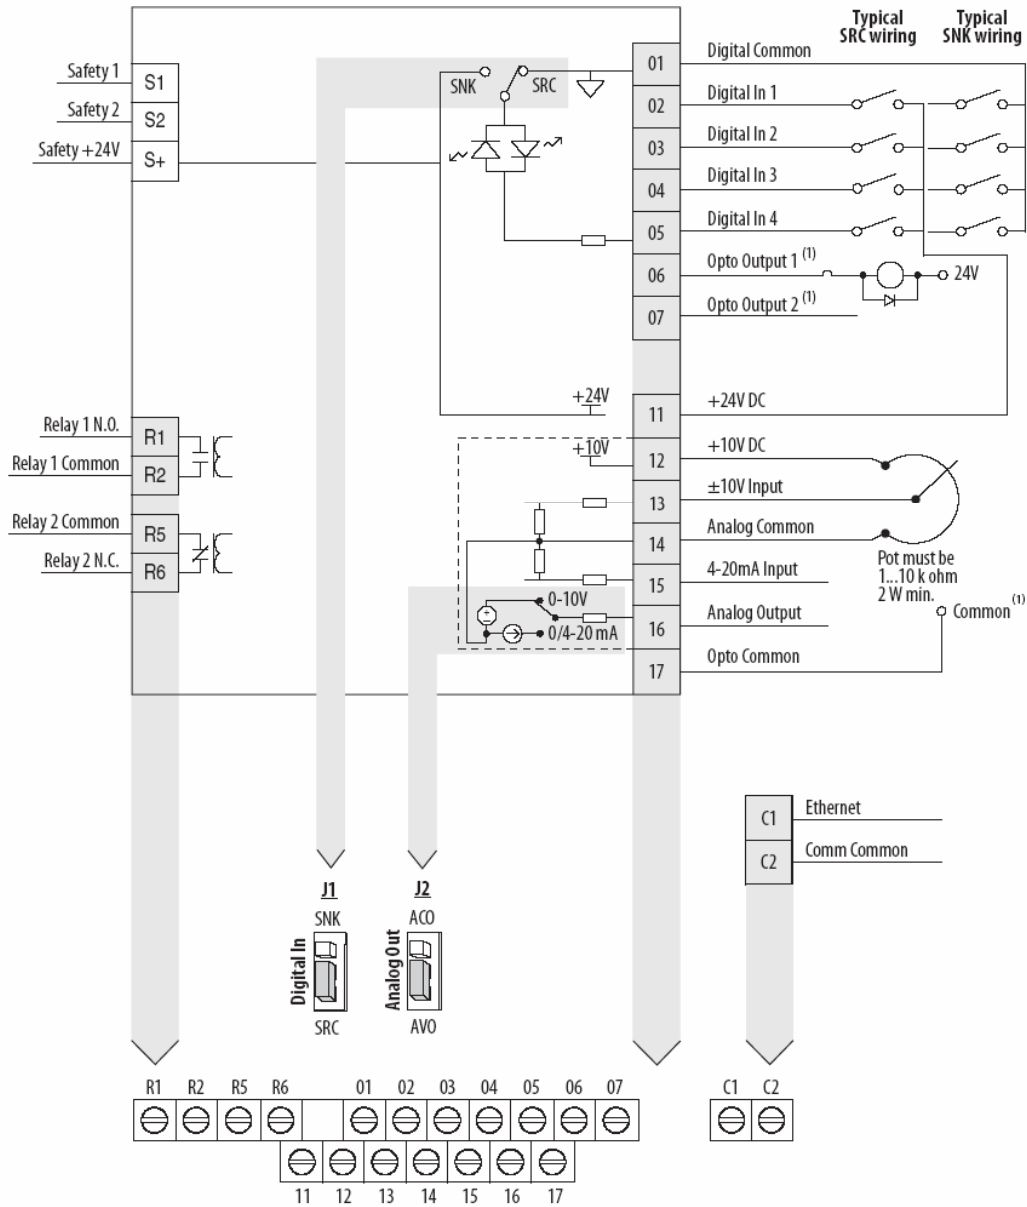 Typical
SRC wiring
Typical
SNK wiring
Safety 1
S1
Safety 2
S2
Safety +24V
S+
SNK
SRC
01
Digital Common
02
Digital In 1
03
Digital In 2
04
Digital In 3
05
Digital In 4
06
Opto Output 1 (1)
24V
07
Opto Output 2 (1)
+24V
11
+24V DC
Relay 1 N.O.
R1
Relay 1 Common
R2
Relay 2 Common
R5
Relay 2 N.C.
R6
+10V
12
+10V DC
13
±10V Input
14
Analog Common
15
4-20mA Input
Pot must be
1...10 k ohm
2 W min.
0-10V
±
0/4-20 mA
16
Analog Output
Common (1)
17
Opto Common
C1
Ethernet
C2
Comm Common
J1
SNK
Digital In
SRC
J2
ACO
Analog Out
AVO
R1 R2 R5 R6 01 02 03 04 05 06 07
C1 C2
11 12 13 14 15 16 17